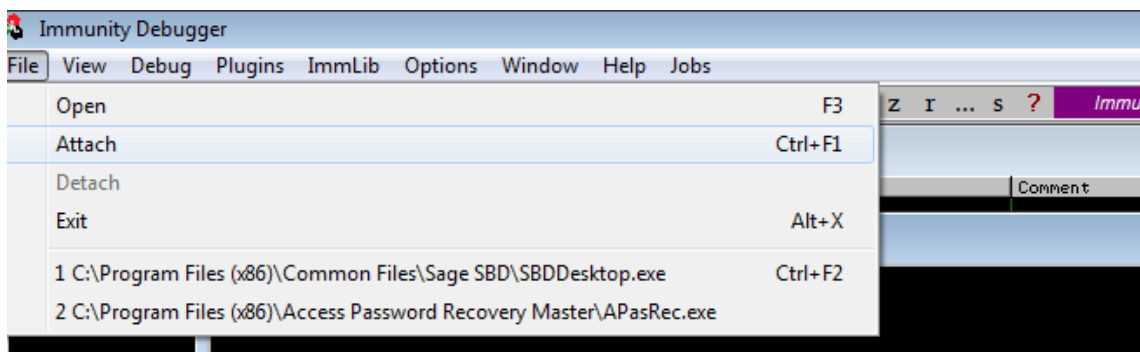 Immunity Debugger
File View Debug Plugins ImmLib Options Window Help Jobs
Open F3 z r ... s ? Immu
Attach Ctrl+F1
Detach
Comment
Exit Alt+X
1 C:\Program Files (x86)\Common Files\Sage SBD\SBDDesktop.exe Ctrl+F2
2 C:\Program Files (x86)\Access Password Recovery Master\APasRec.exe